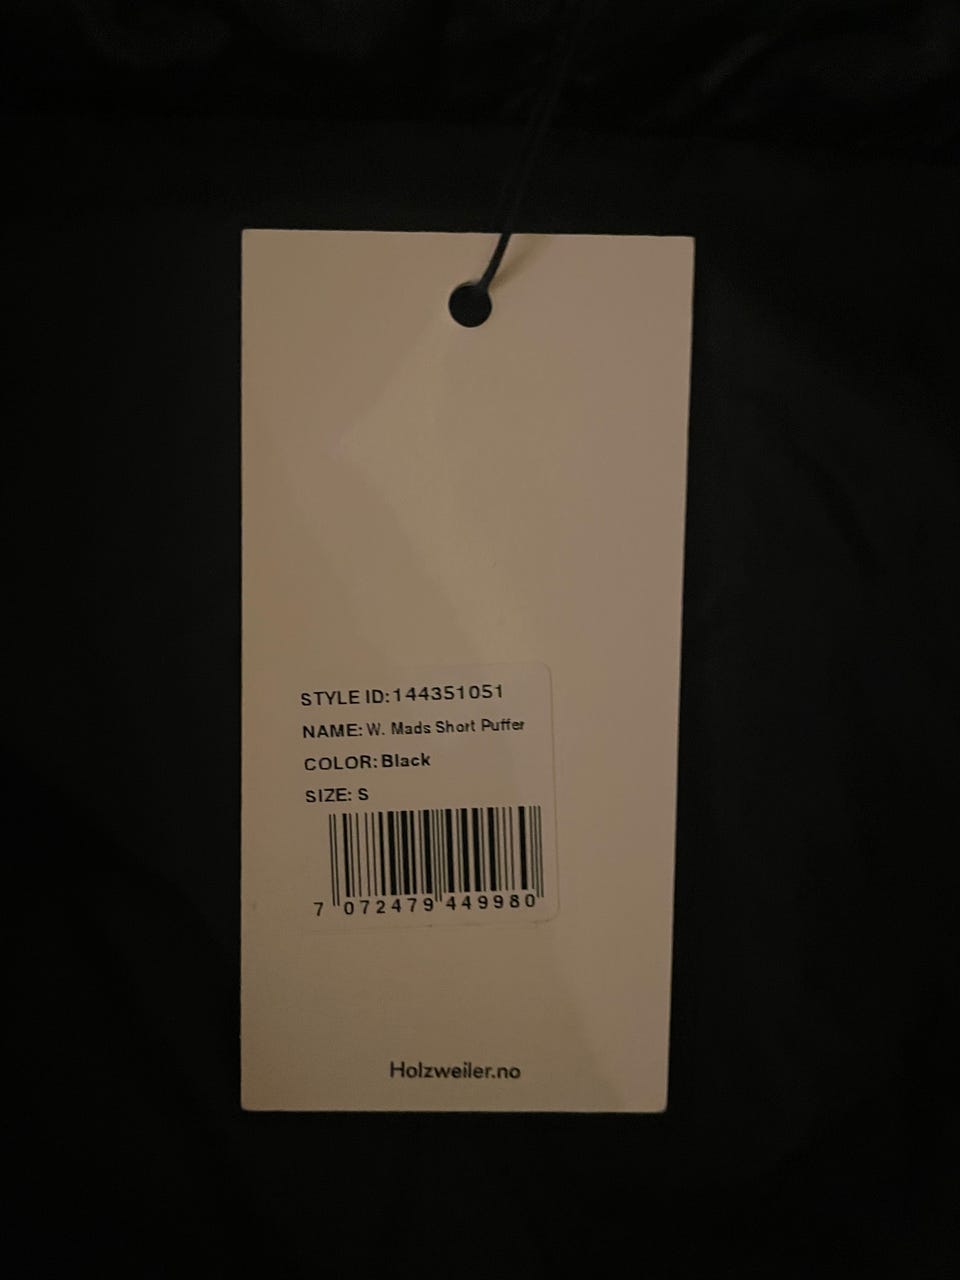 STYLE ID:144351051
NAME: W. Mads Short Puffer
COLOR: Black
SIZE: S
7 072479 449980
Holzweiler.no